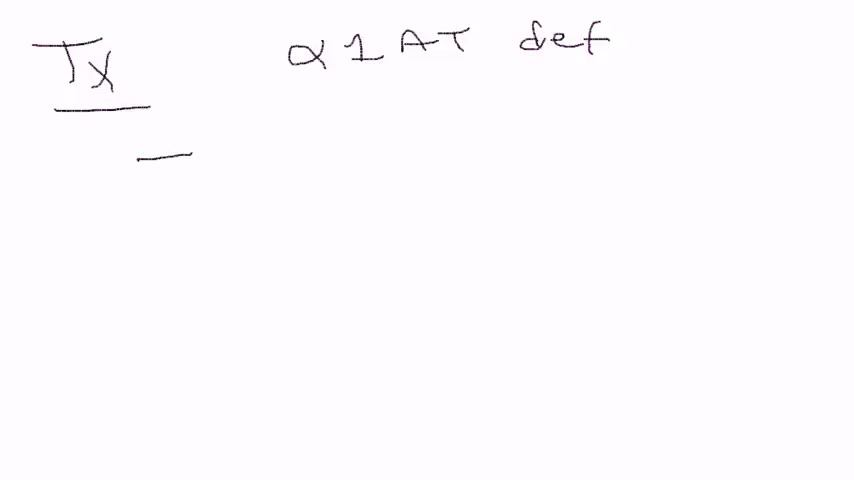 Tx α1AT def
-